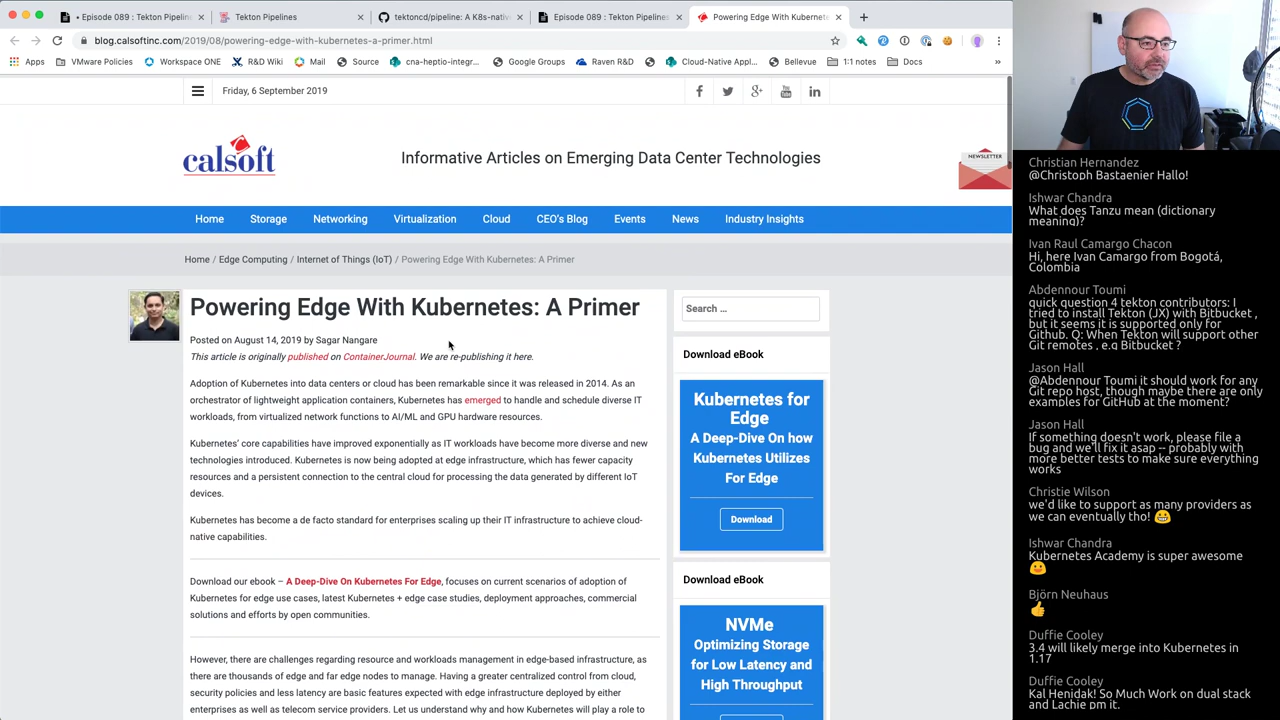 • Episode 089 : Tekton Pipeline
Tekton Pipelines
tektoncd/pipeline: A K8s-nativ
Episode 089 : Tekton Pipelines
Powering Edge With Kubernete
blog.calsoftinc.com/2019/08/powering-edge-with-kubernetes-a-primer.html
Apps
VMware Policies
Workspace ONE
R&D Wiki
Mail
Source
cna-heptio-integr...
Google Groups
Raven R&D
Cloud-Native Appl...
Bellevue
1:1 notes
Docs
»
Friday, 6 September 2019
calsoft
Informative Articles on Emerging Data Center Technologies
NEWSLETTER
Home
Storage
Networking
Virtualization
Cloud
CEO's Blog
Events
News
Industry Insights
Home / Edge Computing / Internet of Things (IoT) / Powering Edge With Kubernetes: A Primer
Powering Edge With Kubernetes: A Primer
Posted on August 14, 2019 by Sagar Nangare
This article is originally published on ContainerJournal. We are re-publishing it here.
Adoption of Kubernetes into data centers or cloud has been remarkable since it was released in 2014. As an
orchestrator of lightweight application containers, Kubernetes has emerged to handle and schedule diverse IT
workloads, from virtualized network functions to AI/ML and GPU hardware resources.
Kubernetes' core capabilities have improved exponentially as IT workloads have become more diverse and new
technologies introduced. Kubernetes is now being adopted at edge infrastructure, which has fewer capacity
resources and a persistent connection to the central cloud for processing the data generated by different IoT
devices.
Kubernetes has become a de facto standard for enterprises scaling up their IT infrastructure to achieve cloud-
native capabilities.
Download our ebook – A Deep-Dive On Kubernetes For Edge, focuses on current scenarios of adoption of
Kubernetes for edge use cases, latest Kubernetes + edge case studies, deployment approaches, commercial
solutions and efforts by open communities.
However, there are challenges regarding resource and workloads management in edge-based infrastructure, as
there are thousands of edge and far edge nodes to manage. Having a greater centralized control from cloud,
security policies and less latency are basic features expected with edge infrastructure deployed by either
enterprises as well as telecom service providers. Let us understand why and how Kubernetes will play a role to
Search ...
Download eBook
Kubernetes for
Edge
A Deep-Dive On how
Kubernetes Utilizes
For Edge
Download
Download eBook
NVMe
Optimizing Storage
for Low Latency and
High Throughput
Christian Hernandez
@Christoph Bastaenier Hallo!
Ishwar Chandra
What does Tanzu mean (dictionary
meaning)?
Ivan Raul Camargo Chacon
Hi, here Ivan Camargo from Bogotá,
Colombia
Abdennour Toumi
quick question 4 tekton contributors: I
tried to install Tekton (JX) with Bitbucket ,
but it seems it is supported only for
Github. Q: When Tekton will support other
Git remotes , e.g Bitbucket ?
Jason Hall
@Abdennour Toumi it should work for any
Git repo host, though maybe there are only
examples for GitHub at the moment?
Jason Hall
If something doesn't work, please file a
bug and we'll fix it asap -- probably with
more better tests to make sure everything
works
Christie Wilson
we'd like to support as many providers as
we can eventually tho! 😁
Ishwar Chandra
Kubernetes Academy is super awesome
😃
Björn Neuhaus
👍
Duffie Cooley
3.4 will likely merge into Kubernetes in
1.17
Duffie Cooley
Kal Henidak! So Much Work on dual stack
and Lachie pm it.